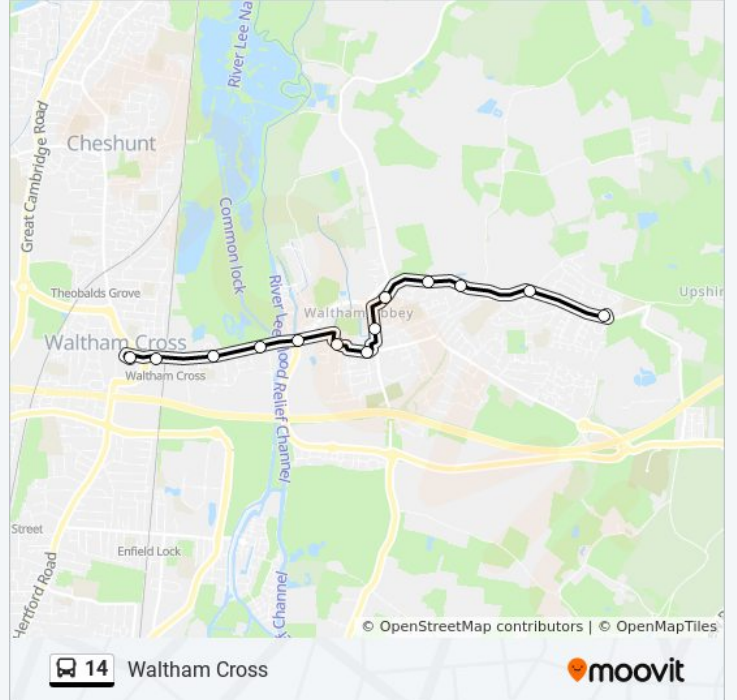 River Lee Na
Cheshunt
Great Cambridge Road
Common lock
Theobalds Grove
River Lee Flood Relief Channel
Waltham Abbey
Upshir
Waltham Cross
Waltham Cross
Street
Enfield Lock
Hertford Road
Channel
© OpenStreetMap contributors | © OpenMapTiles
14 Waltham Cross
moovit